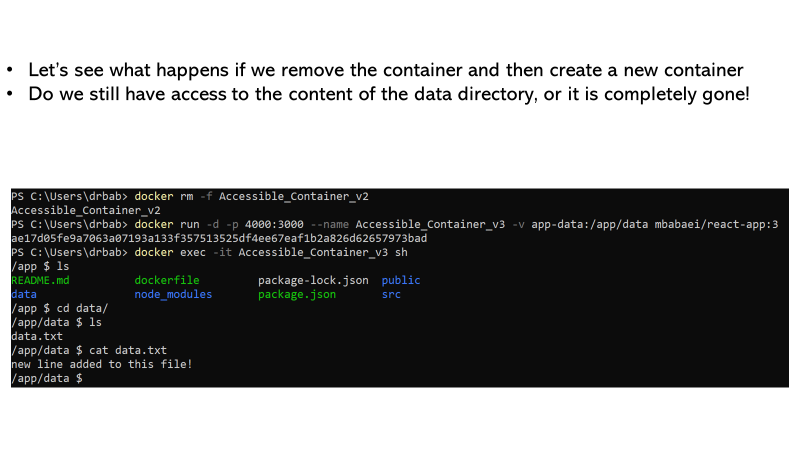 • Let's see what happens if we remove the container and then create a new container
• Do we still have access to the content of the data directory, or it is completely gone!
PS C:\Users\drbab> docker rm -f Accessible_Container_v2
Accessible_Container_v2
PS C:\Users\drbab> docker run -d -p 4000:3000 --name Accessible_Container_v3 -v app-data:/app/data mbabaei/react-app:3
ae17d05fe9a7063a07193a133f357513525df4ee67eaf1b2a826d62657973bad
PS C:\Users\drbab> docker exec -it Accessible_Container_v3 sh
/app $ ls
README.md dockerfile package-lock.json public
data node_modules package.json src
/app $ cd data/
/app/data $ ls
data.txt
/app/data $ cat data.txt
new line added to this file!
/app/data $